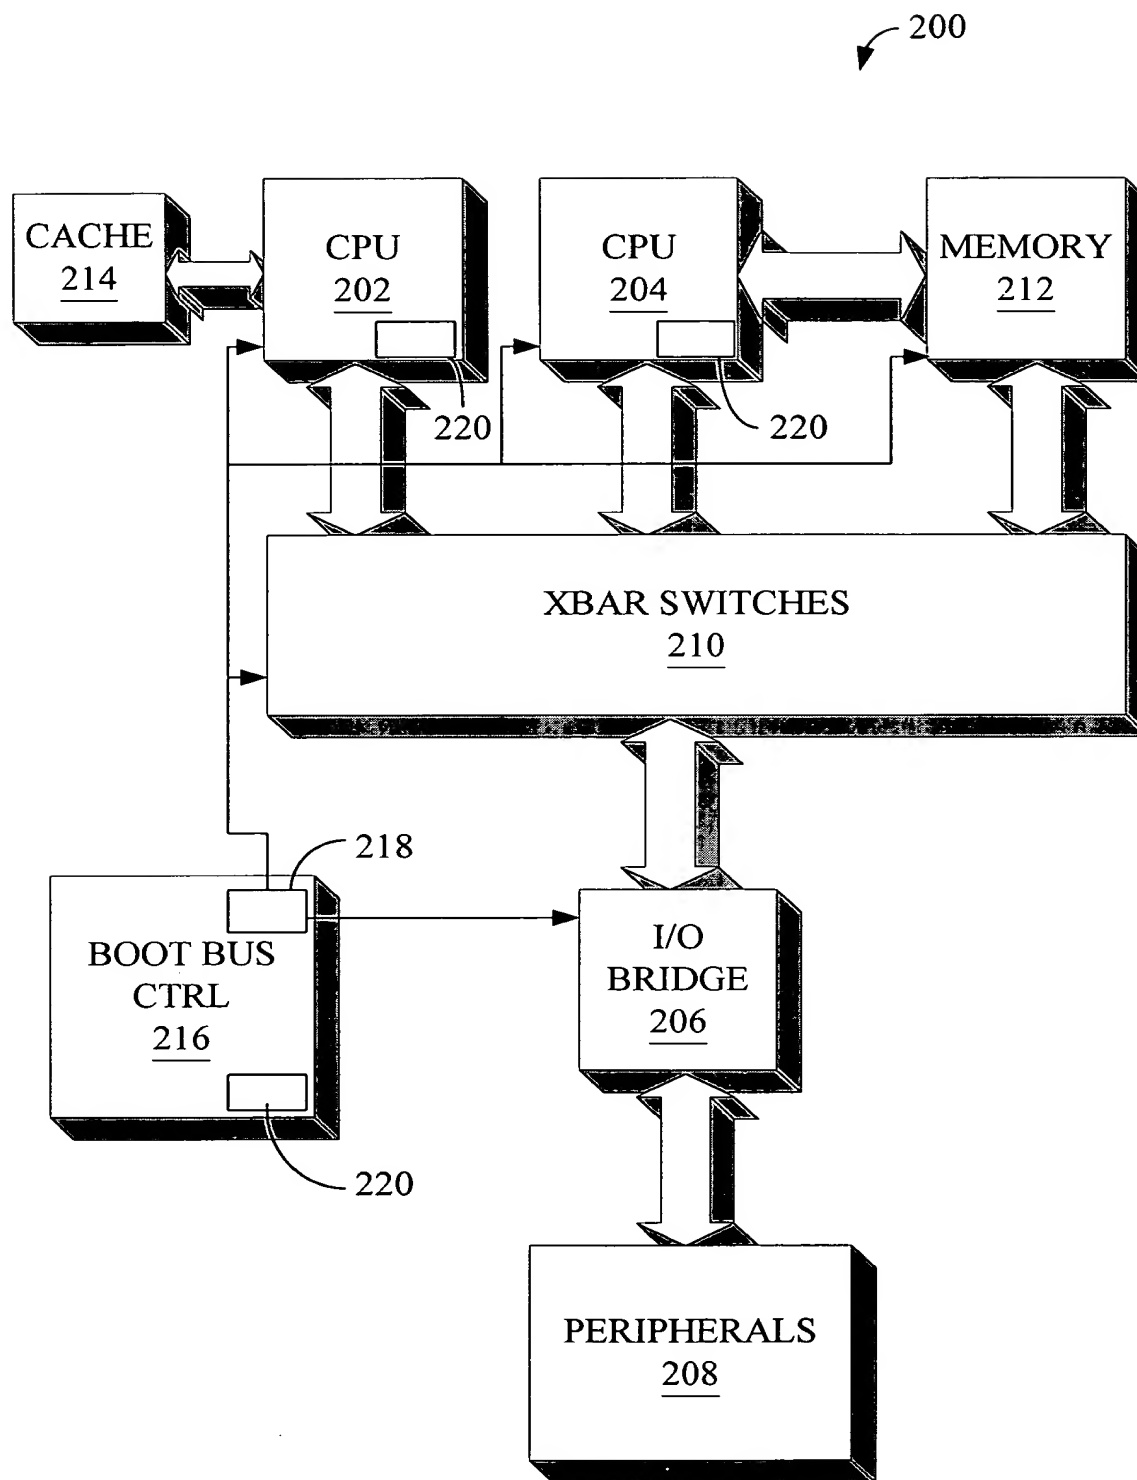 200
CACHE
214
CPU
202
CPU
204
MEMORY
212
220
220
XBAR SWITCHES
210
218
BOOT BUS
CTRL
216
I/O
BRIDGE
206
220
PERIPHERALS
208